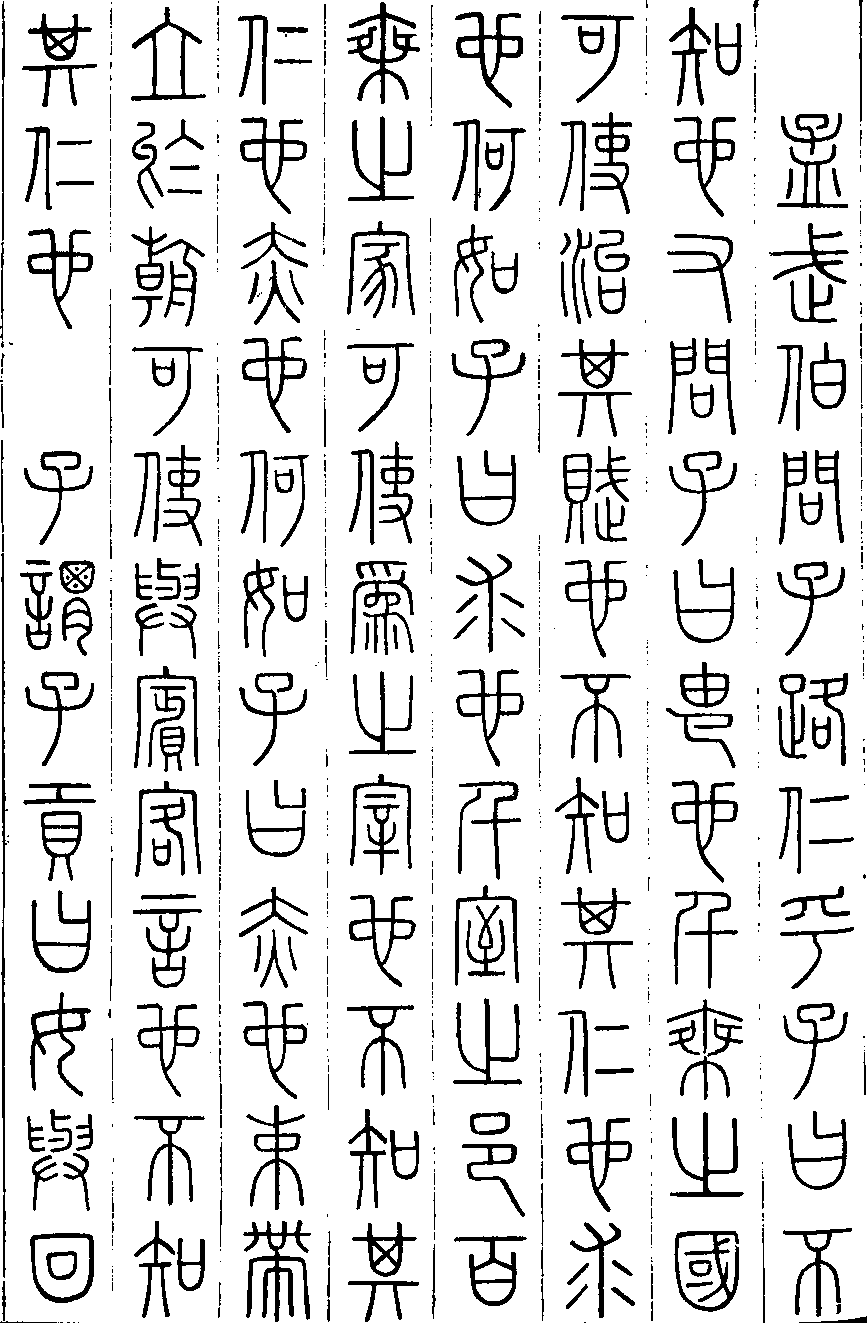 孟武伯問子路仁乎子曰不
知也又問子曰由也千乘之國
可使治其賦也不知其仁也求
也何如子曰求也千室之邑百
乘之家可使為之宰也不知其
仁也赤也何如子曰赤也束帶
立於朝可使與賓客言也不知
其仁也　子謂子貢曰女與回